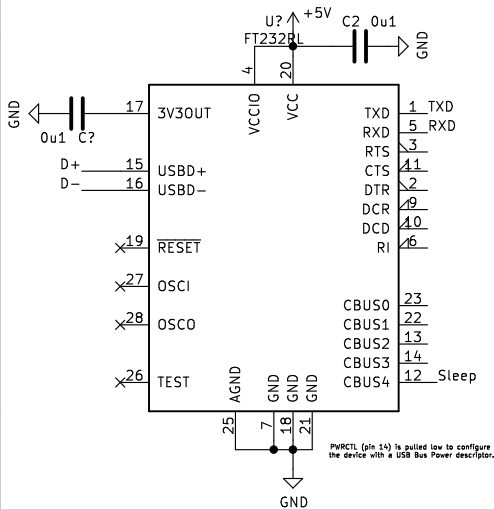 U? +5V
FT232RL
C2 0u1
GND
4
20
GND
0u1 C?
17 3V3OUT
VCCIO
VCC
TXD 1 TXD
RXD 5 RXD
RTS 3
CTS 11
DTR 2
DCR 9
DCD 10
RI 6
D+ 15 USBD+
D- 16 USBD-
19 RESET
27 OSCI
28 OSCO
26 TEST
CBUS0 23
CBUS1 22
CBUS2 13
CBUS3 14
CBUS4 12 Sleep
AGND
GND
GND
GND
25
7
18
21
PWRCTL (pin 14) is pulled low to configure
the device with a USB Bus Power descriptor.
GND